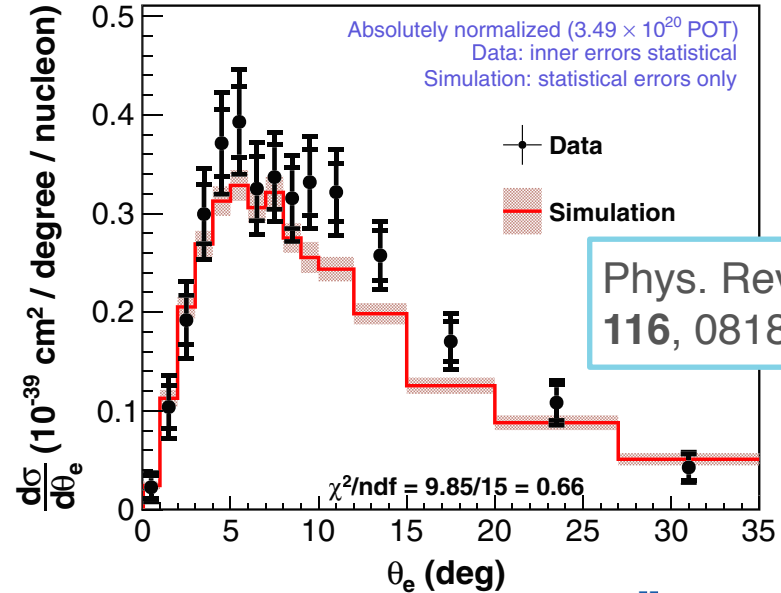 Absolutely normalized (3.49 × 10²⁰ POT)
Data: inner errors statistical
Simulation: statistical errors only
Data
Simulation
Phys. Rev
116, 0818
dσ/dθₑ (10⁻³⁹ cm² / degree / nucleon)
0.5
0.4
0.3
0.2
0.1
0
χ²/ndf = 9.85/15 = 0.66
0 5 10 15 20 25 30 35
θₑ (deg)